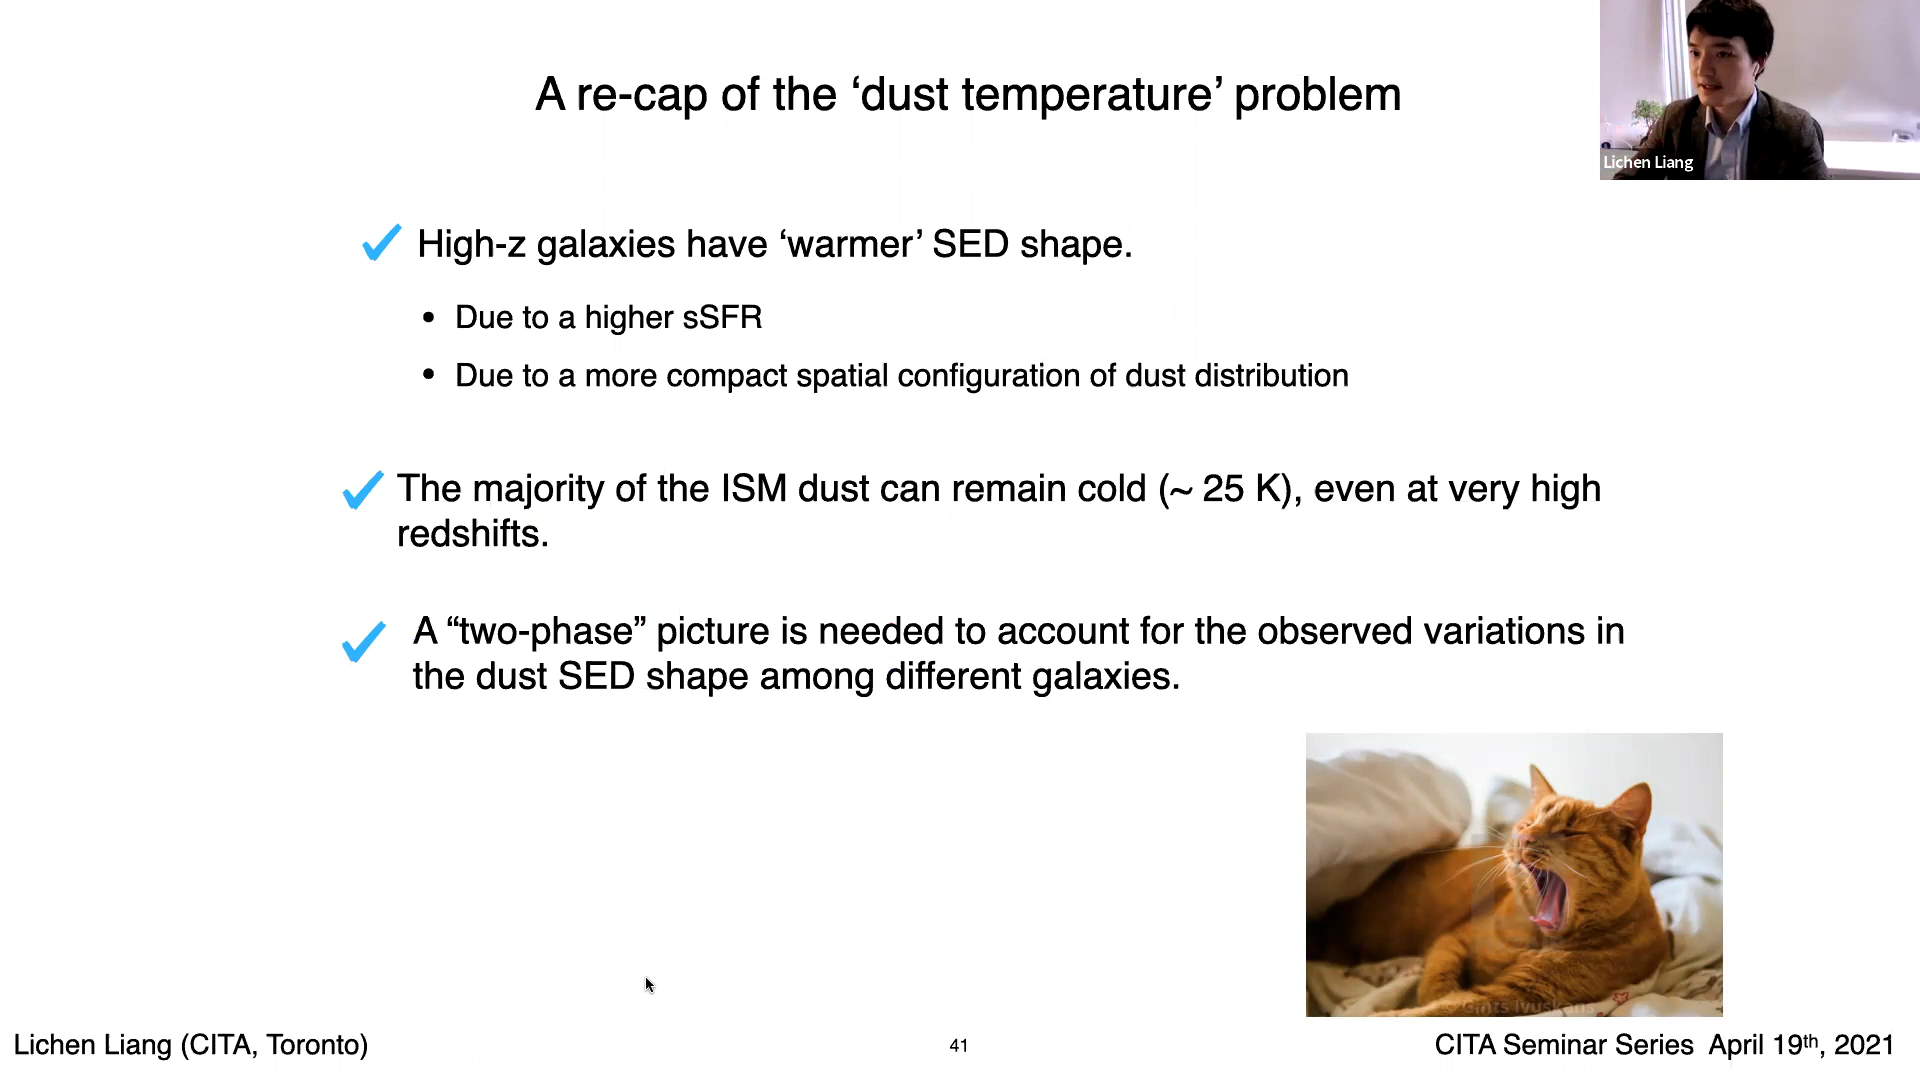 A re-cap of the ‘dust temperature’ problem
Lichen Liang
High-z galaxies have ‘warmer’ SED shape.
• Due to a higher sSFR
• Due to a more compact spatial configuration of dust distribution
The majority of the ISM dust can remain cold (~ 25 K), even at very high
redshifts.
A “two-phase” picture is needed to account for the observed variations in
the dust SED shape among different galaxies.
© Gints Ivuskans
Lichen Liang (CITA, Toronto)
41
CITA Seminar Series April 19th, 2021